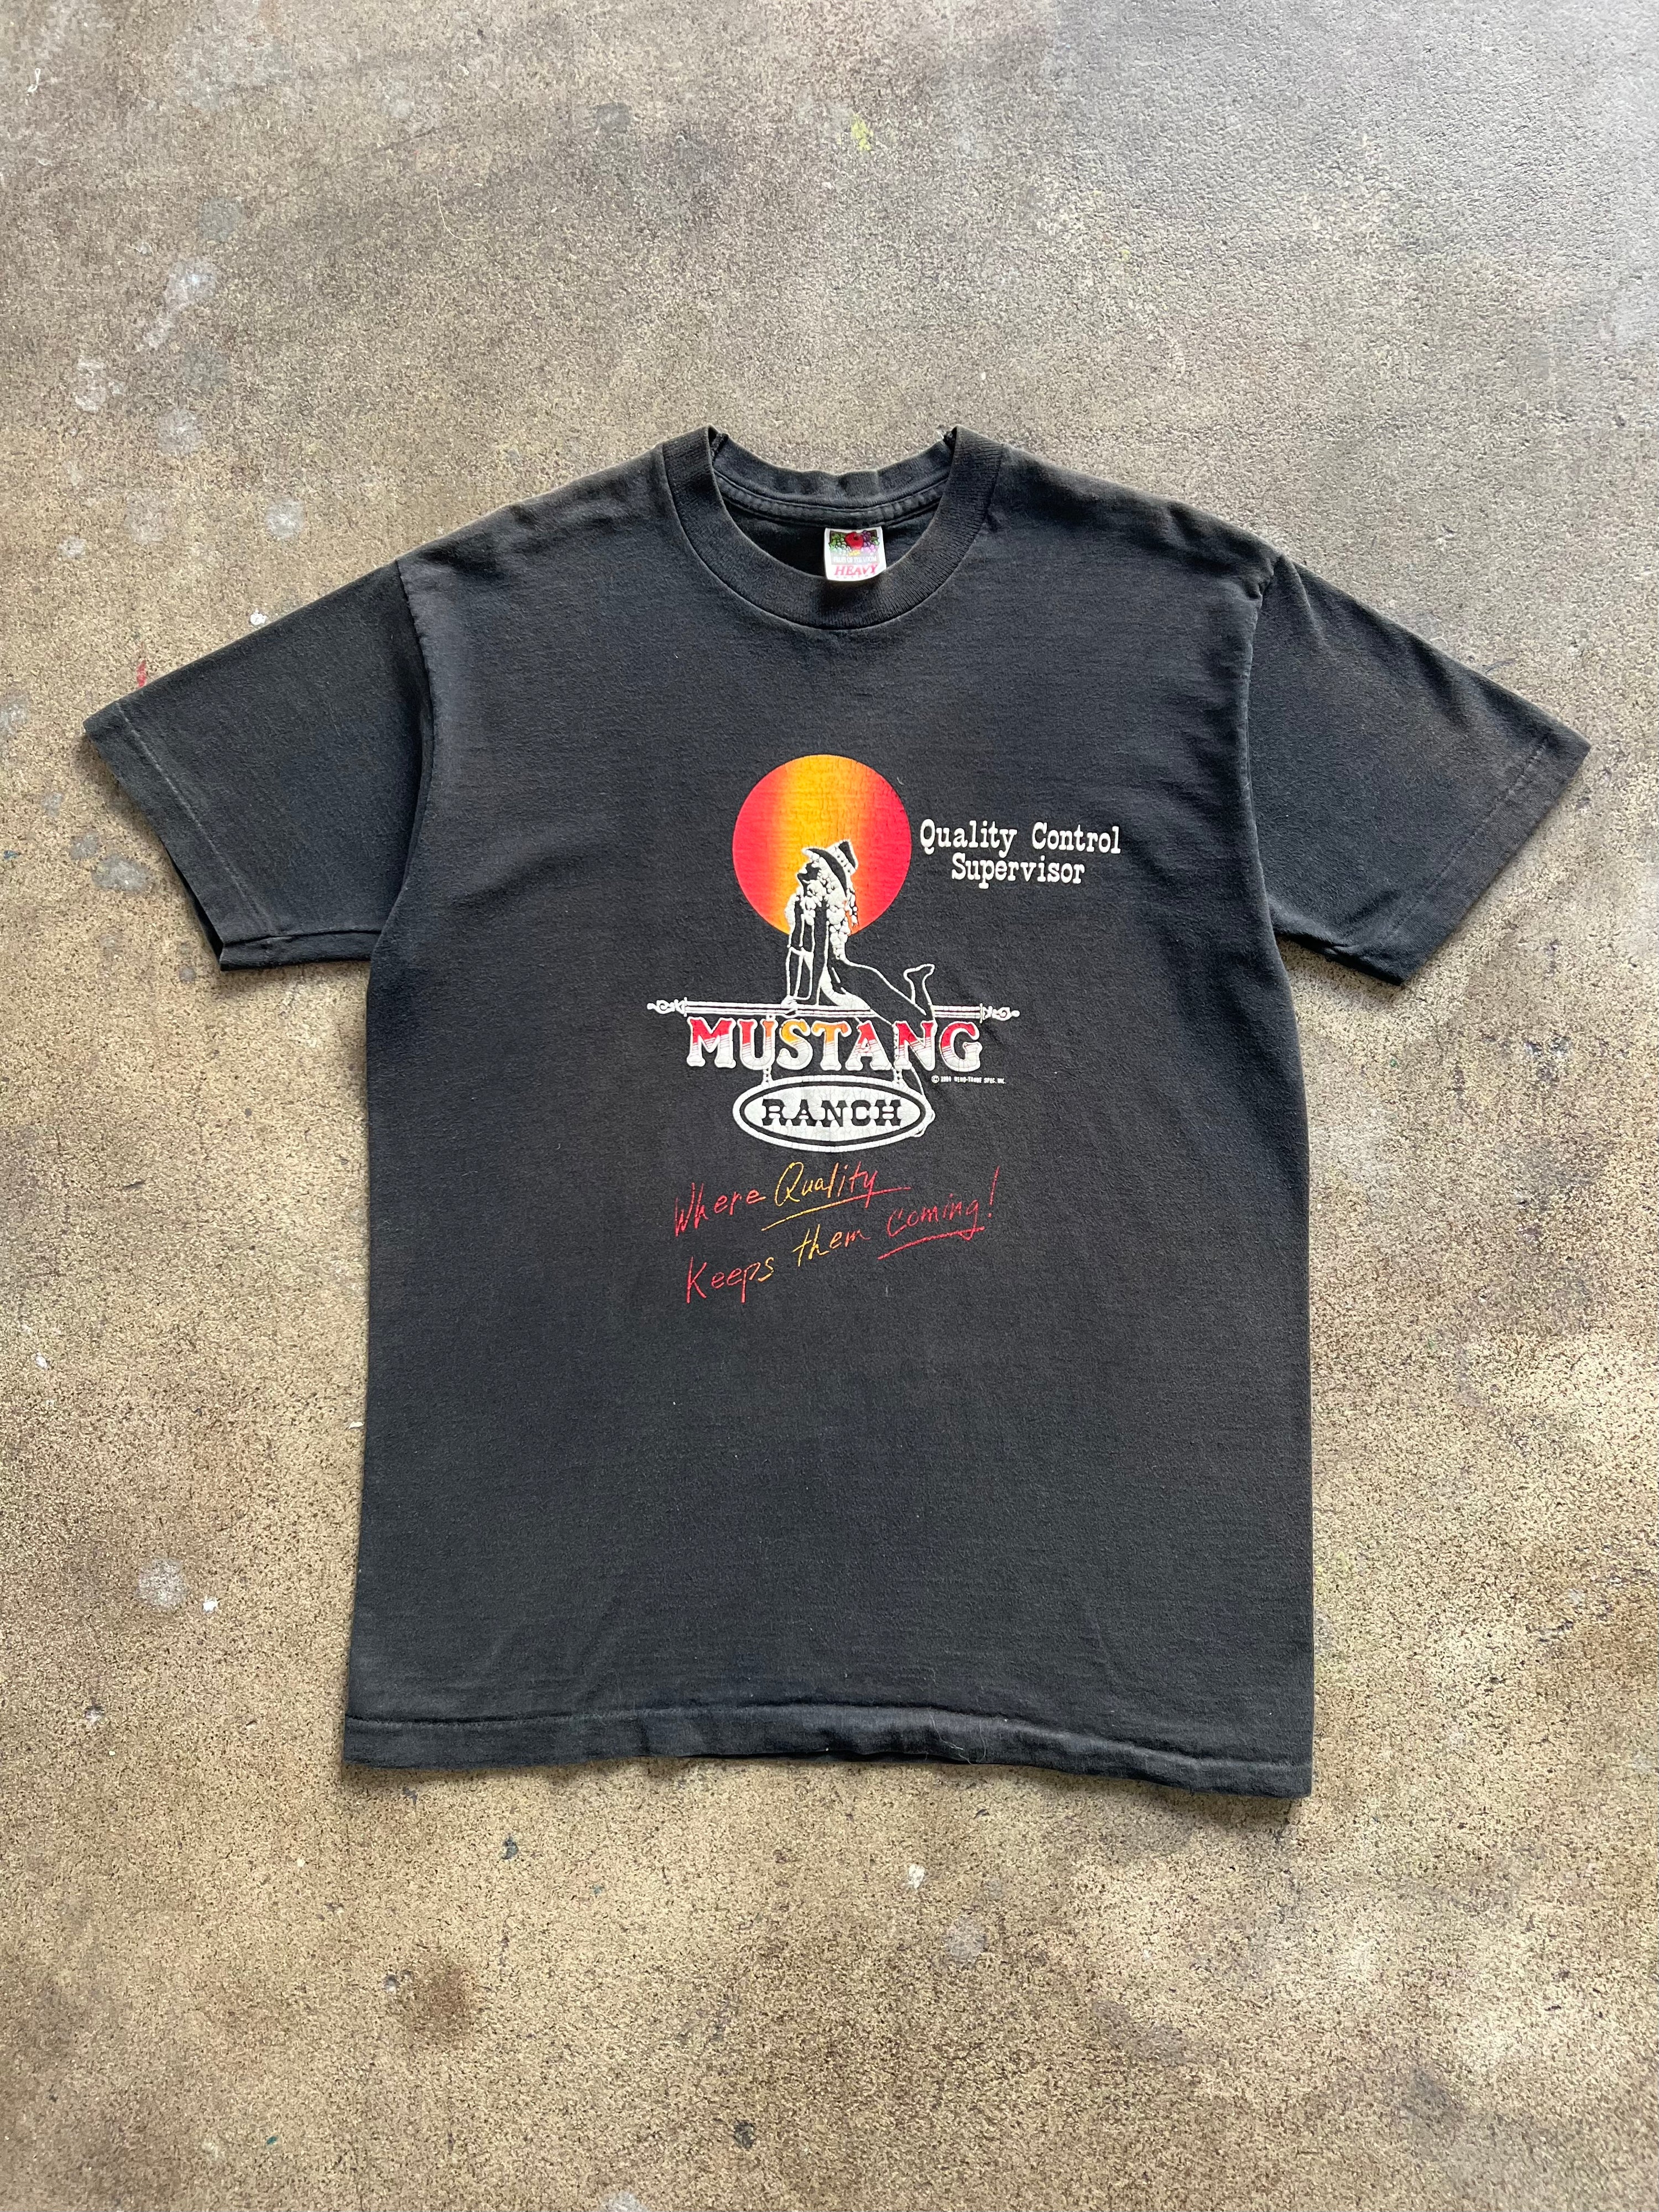 HEAVY
Quality Control
Supervisor
MUSTANG
RANCH
Where Quality
Keeps them coming!